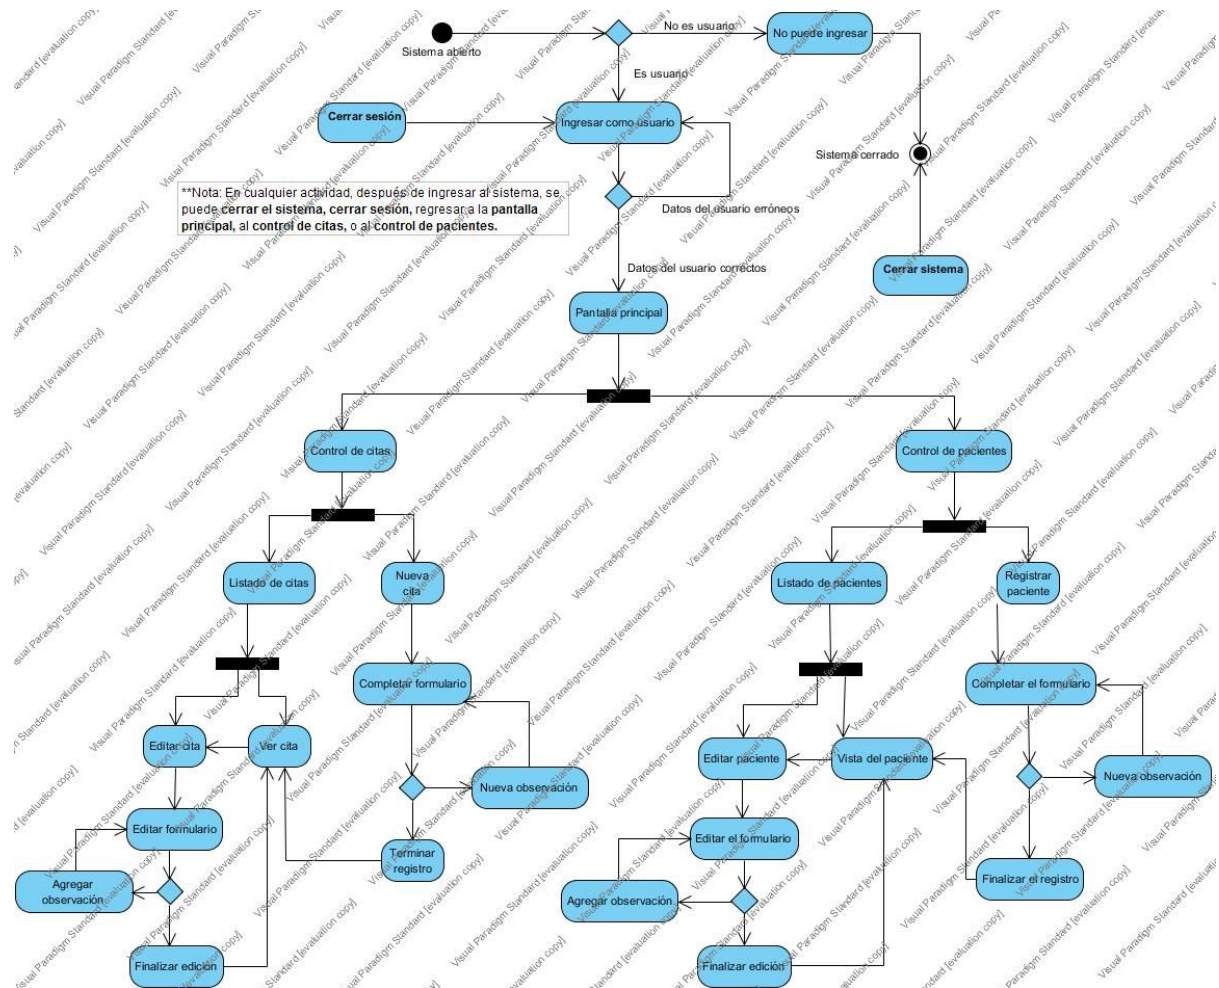 No es usuario
No puede ingresar
Sistema abierto
Es usuario
Cerrar sesión
Ingresar como usuario
Sistema cerrado
**Nota: En cualquier actividad, después de ingresar al sistema, se
puede cerrar el sistema, cerrar sesión, regresar a la pantalla
principal, al control de citas, o al control de pacientes.
Datos del usuario erróneos
Datos del usuario correctos
Cerrar sistema
Pantalla principal
Control de citas
Control de pacientes
Listado de citas
Nueva
cita
Listado de pacientes
Registrar
paciente
Completar formulario
Completar el formulario
Editar cita
Ver cita
Editar paciente
Vista del paciente
Nueva observación
Nueva observación
Editar formulario
Editar el formulario
Terminar
registro
Finalizar el registro
Agregar
observación
Agregar observación
Finalizar edición
Finalizar edición
Visual Paradigm Standard [evaluation copy]